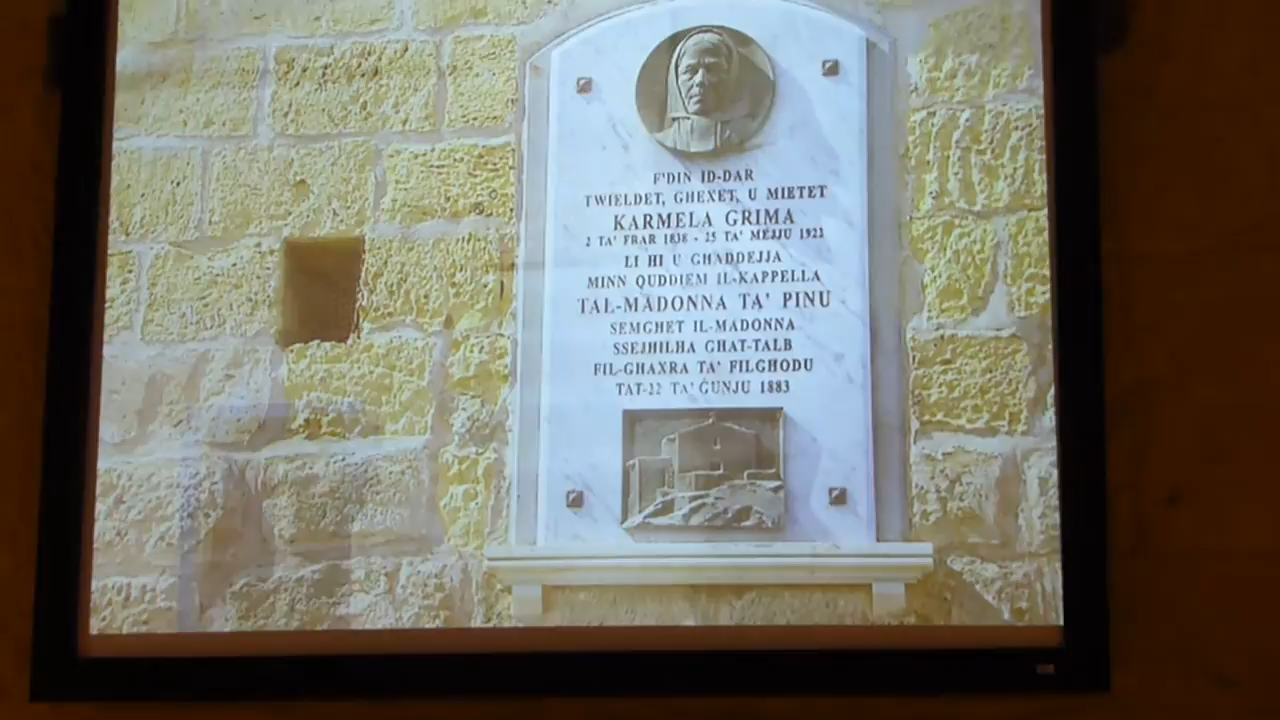 F'DIN ID-DAR
TWIELDET, GHEXET, U MIETET
KARMELA GRIMA
2 TA' FRAR 1838 - 25 TA' MEJJU 1922
LI HI U GHADDEJJA
MINN QUDDIEM IL-KAPPELLA
TAL-MADONNA TA' PINU
SEMGHET IL-MADONNA
SSEJHILHA GHAT-TALB
FIL-GHAXRA TA' FILGHODU
TAT-22 TA' ĠUNJU 1883